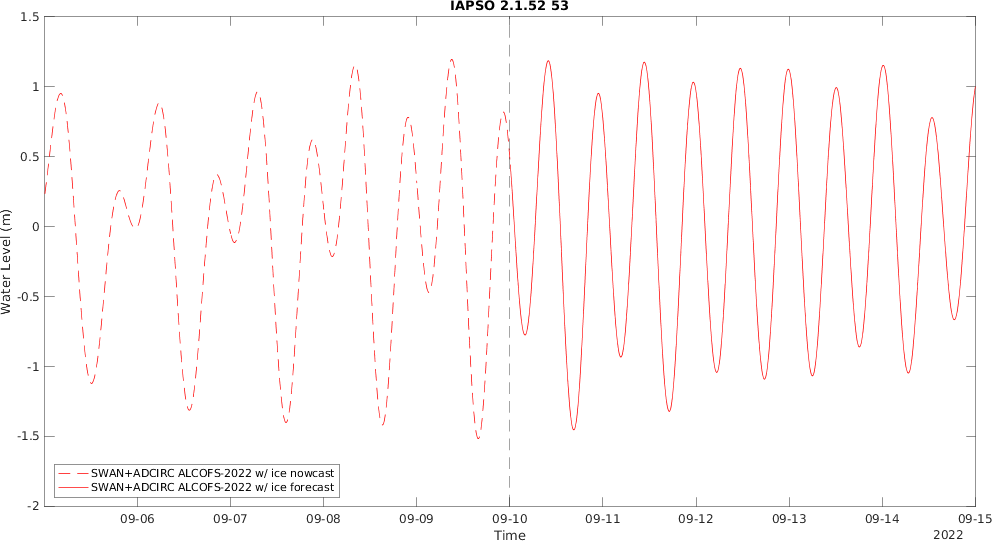 IAPSO 2.1.52 53
1.5
1
0.5
0
-0.5
-1
-1.5
-2
Water Level (m)
SWAN+ADCIRC ALCOFS-2022 w/ ice nowcast
SWAN+ADCIRC ALCOFS-2022 w/ ice forecast
09-06 09-07 09-08 09-09 09-10 09-11 09-12 09-13 09-14 09-15
Time
2022